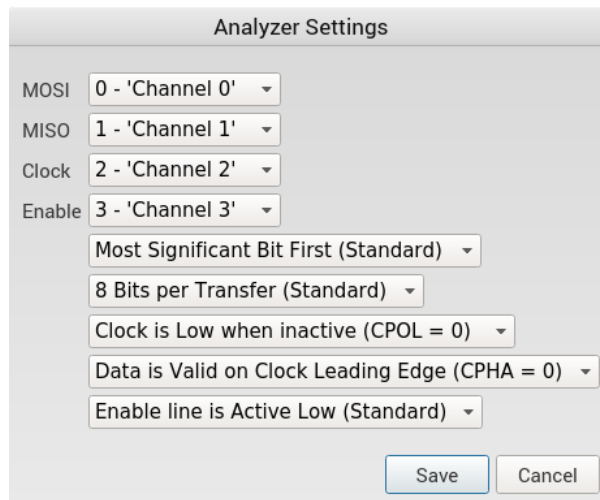 Analyzer Settings
MOSI 0 - 'Channel 0'
MISO 1 - 'Channel 1'
Clock 2 - 'Channel 2'
Enable 3 - 'Channel 3'
Most Significant Bit First (Standard)
8 Bits per Transfer (Standard)
Clock is Low when inactive (CPOL = 0)
Data is Valid on Clock Leading Edge (CPHA = 0)
Enable line is Active Low (Standard)
Save Cancel